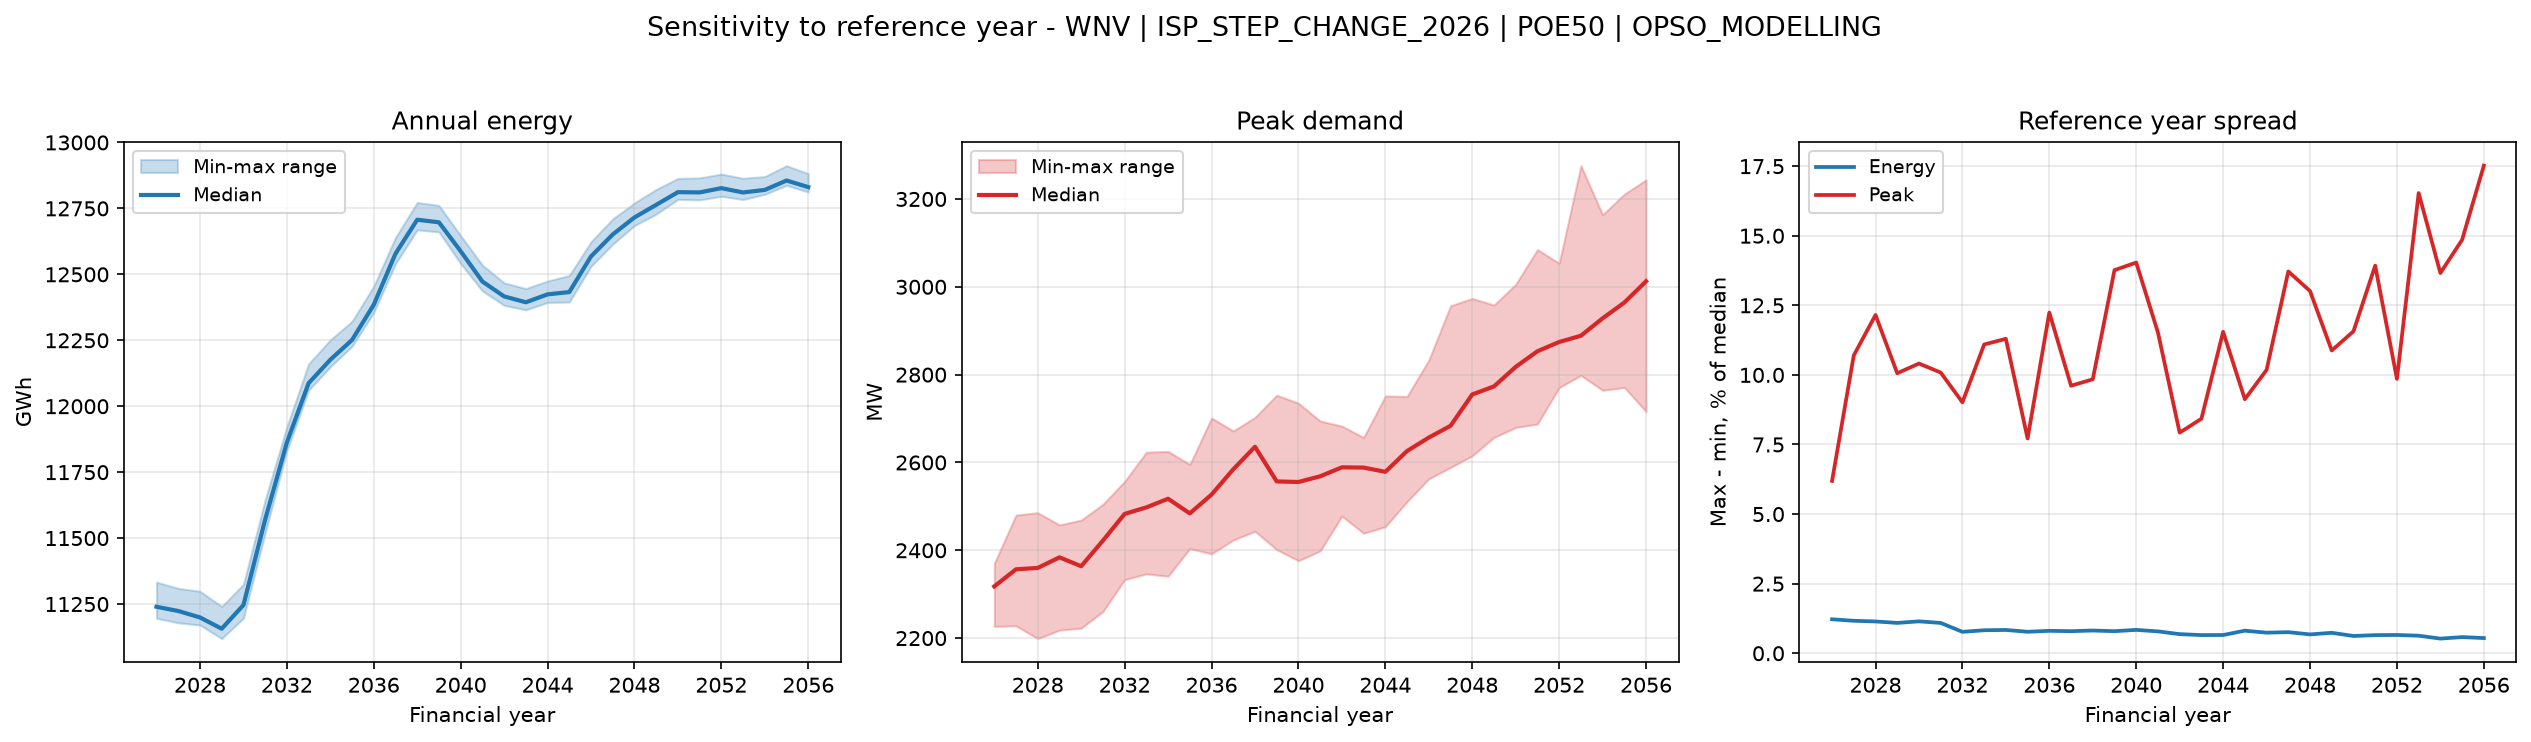 Sensitivity to reference year - WNV | ISP_STEP_CHANGE_2026 | POE50 | OPSO_MODELLING
Annual energy
13000
12750
12500
12250
12000
11750
11500
11250
GWh
Min-max range
Median
2028 2032 2036 2040 2044 2048 2052 2056
Financial year
Peak demand
3200
3000
2800
2600
2400
2200
MW
Min-max range
Median
2028 2032 2036 2040 2044 2048 2052 2056
Financial year
Reference year spread
17.5
15.0
12.5
10.0
7.5
5.0
2.5
0.0
Max - min, % of median
Energy
Peak
2028 2032 2036 2040 2044 2048 2052 2056
Financial year